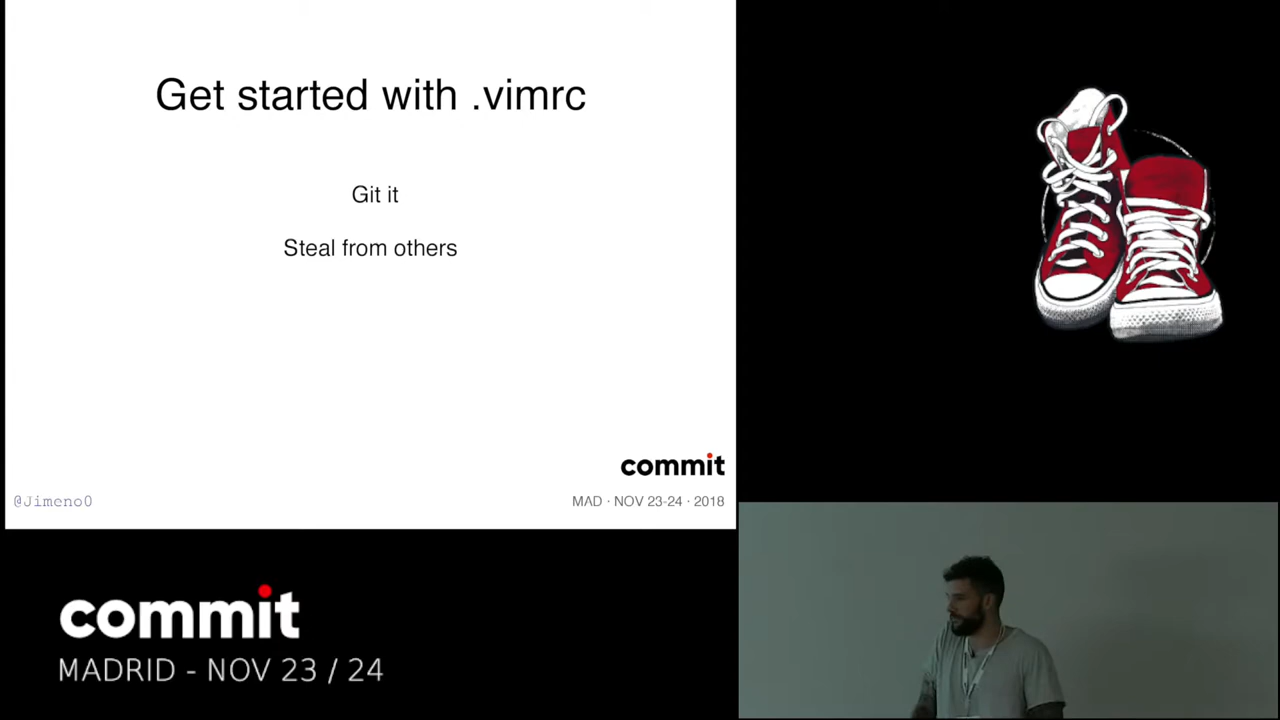 Get started with .vimrc
Git it
Steal from others
commit
@Jimeno0
MAD · NOV 23-24 · 2018
commit
MADRID - NOV 23 / 24